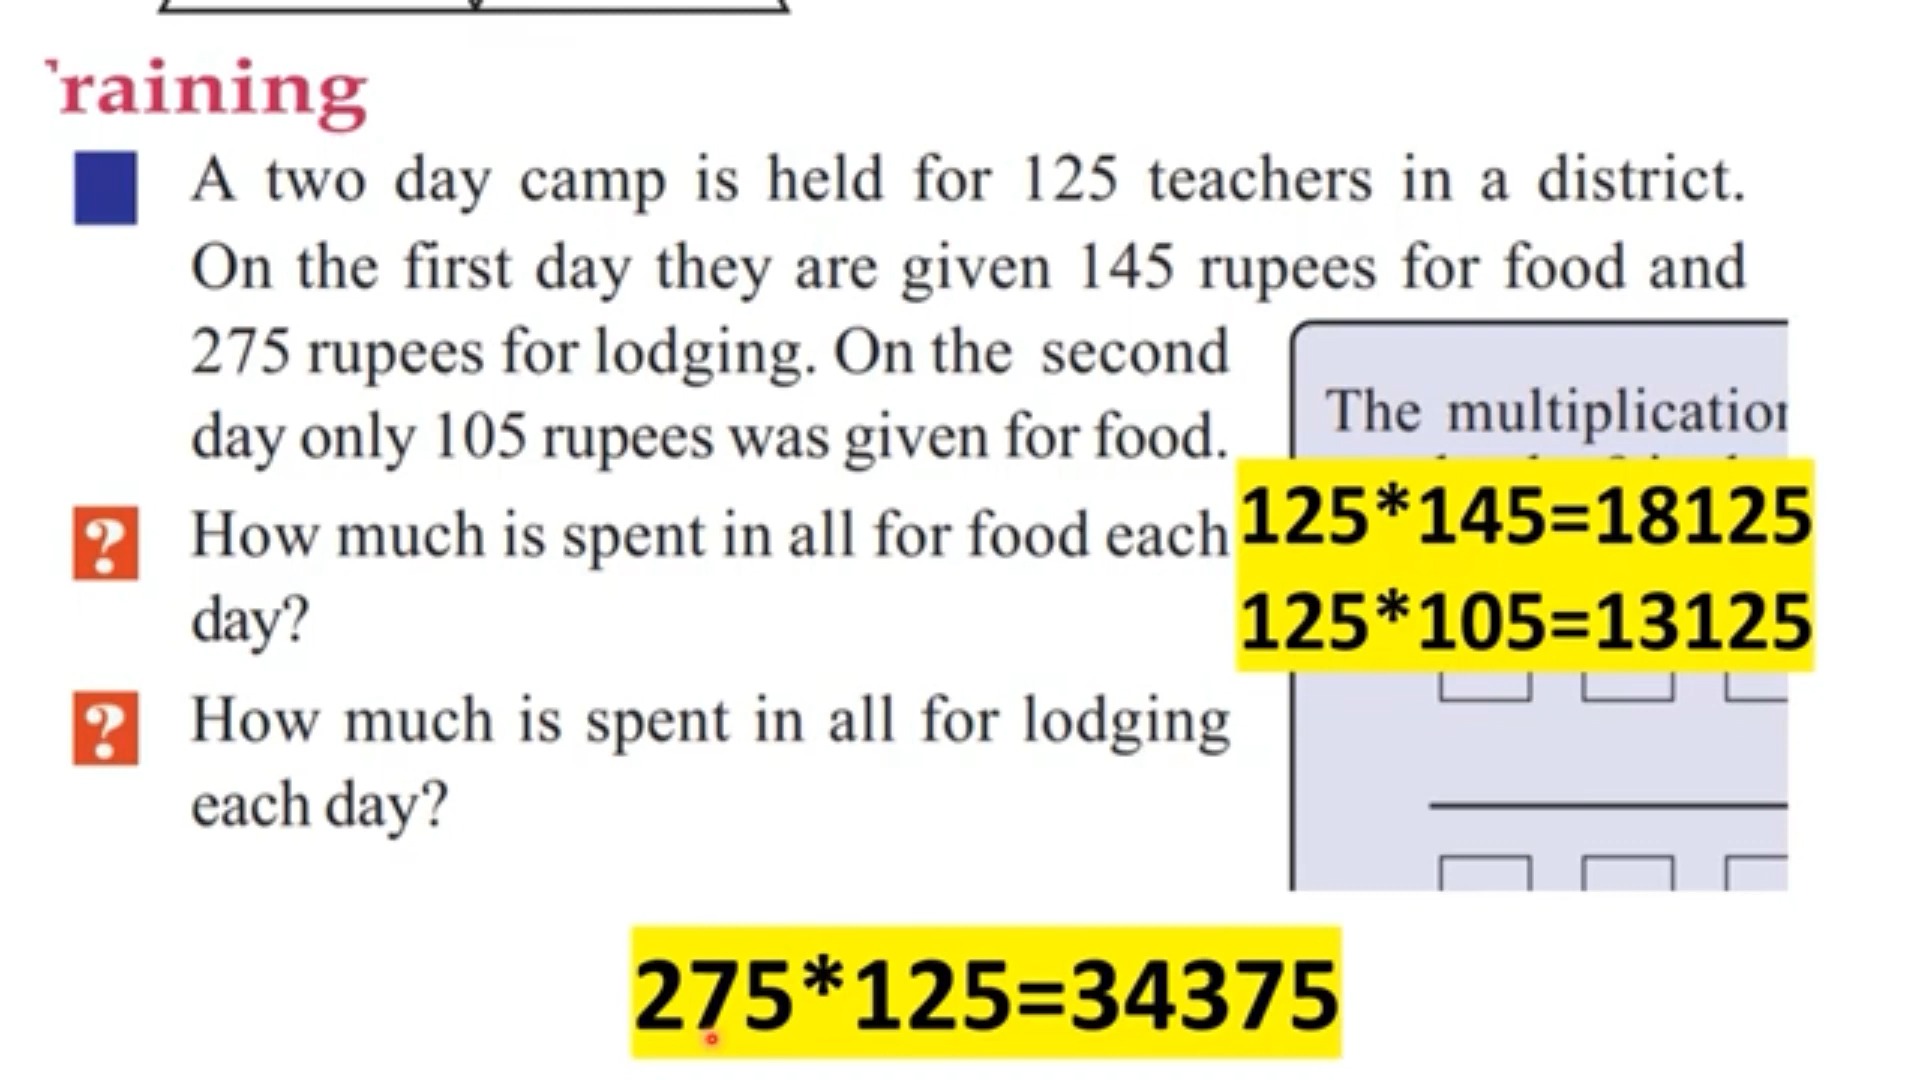 Training
A two day camp is held for 125 teachers in a district.
On the first day they are given 145 rupees for food and
275 rupees for lodging. On the second
day only 105 rupees was given for food.
How much is spent in all for food each
day?
How much is spent in all for lodging
each day?
The multiplication
125*145=18125
125*105=13125
275*125=34375